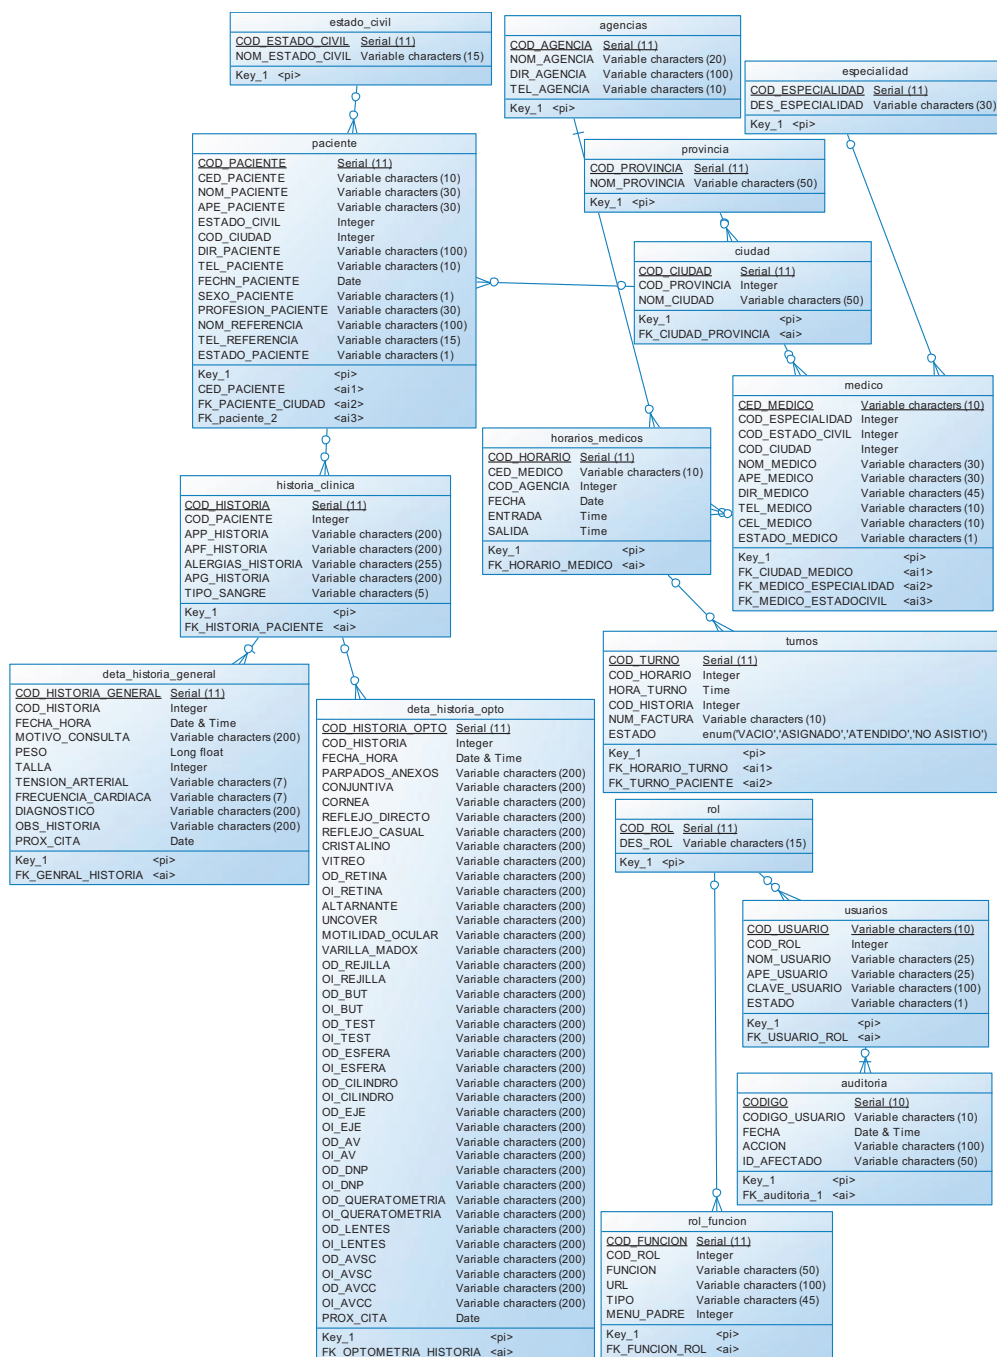 estado_civil
COD_ESTADO_CIVIL Serial (11)
NOM_ESTADO_CIVIL Variable characters (15)
Key_1 <pi>
agencias
COD_AGENCIA Serial (11)
NOM_AGENCIA Variable characters (20)
DIR_AGENCIA Variable characters (100)
TEL_AGENCIA Variable characters (10)
Key_1 <pi>
especialidad
COD_ESPECIALIDAD Serial (11)
DES_ESPECIALIDAD Variable characters (30)
Key_1 <pi>
paciente
COD_PACIENTE Serial (11)
CED_PACIENTE Variable characters (10)
NOM_PACIENTE Variable characters (30)
APE_PACIENTE Variable characters (30)
ESTADO_CIVIL Integer
COD_CIUDAD Integer
DIR_PACIENTE Variable characters (100)
TEL_PACIENTE Variable characters (10)
FECHN_PACIENTE Date
SEXO_PACIENTE Variable characters (1)
PROFESION_PACIENTE Variable characters (30)
NOM_REFERENCIA Variable characters (100)
TEL_REFERENCIA Variable characters (15)
ESTADO_PACIENTE Variable characters (1)
Key_1 <pi>
CED_PACIENTE <ai1>
FK_PACIENTE_CIUDAD <ai2>
FK_paciente_2 <ai3>
provincia
COD_PROVINCIA Serial (11)
NOM_PROVINCIA Variable characters (50)
Key_1 <pi>
ciudad
COD_CIUDAD Serial (11)
COD_PROVINCIA Integer
NOM_CIUDAD Variable characters (50)
Key_1 <pi>
FK_CIUDAD_PROVINCIA <ai>
medico
CED_MEDICO Variable characters (10)
COD_ESPECIALIDAD Integer
COD_ESTADO_CIVIL Integer
COD_CIUDAD Integer
NOM_MEDICO Variable characters (30)
APE_MEDICO Variable characters (30)
DIR_MEDICO Variable characters (45)
TEL_MEDICO Variable characters (10)
CEL_MEDICO Variable characters (10)
ESTADO_MEDICO Variable characters (1)
Key_1 <pi>
FK_CIUDAD_MEDICO <ai1>
FK_MEDICO_ESPECIALIDAD <ai2>
FK_MEDICO_ESTADOCIVIL <ai3>
horarios_medicos
COD_HORARIO Serial (11)
CED_MEDICO Variable characters (10)
COD_AGENCIA Integer
FECHA Date
ENTRADA Time
SALIDA Time
Key_1 <pi>
FK_HORARIO_MEDICO <ai>
historia_clinica
COD_HISTORIA Serial (11)
COD_PACIENTE Integer
APP_HISTORIA Variable characters (200)
APF_HISTORIA Variable characters (200)
ALERGIAS_HISTORIA Variable characters (255)
APG_HISTORIA Variable characters (200)
TIPO_SANGRE Variable characters (5)
Key_1 <pi>
FK_HISTORIA_PACIENTE <ai>
turnos
COD_TURNO Serial (11)
COD_HORARIO Integer
HORA_TURNO Time
COD_HISTORIA Integer
NUM_FACTURA Variable characters (10)
ESTADO enum('VACIO','ASIGNADO','ATENDIDO','NO ASISTIO')
Key_1 <pi>
FK_HORARIO_TURNO <ai1>
FK_TURNO_PACIENTE <ai2>
deta_historia_general
COD_HISTORIA_GENERAL Serial (11)
COD_HISTORIA Integer
FECHA_HORA Date & Time
MOTIVO_CONSULTA Variable characters (200)
PESO Long float
TALLA Integer
TENSION_ARTERIAL Variable characters (7)
FRECUENCIA_CARDIACA Variable characters (7)
DIAGNOSTICO Variable characters (200)
OBS_HISTORIA Variable characters (200)
PROX_CITA Date
Key_1 <pi>
FK_GENRAL_HISTORIA <ai>
deta_historia_opto
COD_HISTORIA_OPTO Serial (11)
COD_HISTORIA Integer
FECHA_HORA Date & Time
PARPADOS_ANEXOS Variable characters (200)
CONJUNTIVA Variable characters (200)
CORNEA Variable characters (200)
REFLEJO_DIRECTO Variable characters (200)
REFLEJO_CASUAL Variable characters (200)
CRISTALINO Variable characters (200)
VITREO Variable characters (200)
OD_RETINA Variable characters (200)
OI_RETINA Variable characters (200)
ALTARNANTE Variable characters (200)
UNCOVER Variable characters (200)
MOTILIDAD_OCULAR Variable characters (200)
VARILLA_MADOX Variable characters (200)
OD_REJILLA Variable characters (200)
OI_REJILLA Variable characters (200)
OD_BUT Variable characters (200)
OI_BUT Variable characters (200)
OD_TEST Variable characters (200)
OI_TEST Variable characters (200)
OD_ESFERA Variable characters (200)
OI_ESFERA Variable characters (200)
OD_CILINDRO Variable characters (200)
OI_CILINDRO Variable characters (200)
OD_EJE Variable characters (200)
OI_EJE Variable characters (200)
OD_AV Variable characters (200)
OI_AV Variable characters (200)
OD_DNP Variable characters (200)
OI_DNP Variable characters (200)
OD_QUERATOMETRIA Variable characters (200)
OI_QUERATOMETRIA Variable characters (200)
OD_LENTES Variable characters (200)
OI_LENTES Variable characters (200)
OD_AVSC Variable characters (200)
OI_AVSC Variable characters (200)
OD_AVCC Variable characters (200)
OI_AVCC Variable characters (200)
PROX_CITA Date
Key_1 <pi>
FK_OPTOMETRIA_HISTORIA <ai>
rol
COD_ROL Serial (11)
DES_ROL Variable characters (15)
Key_1 <pi>
usuarios
COD_USUARIO Variable characters (10)
COD_ROL Integer
NOM_USUARIO Variable characters (25)
APE_USUARIO Variable characters (25)
CLAVE_USUARIO Variable characters (100)
ESTADO Variable characters (1)
Key_1 <pi>
FK_USUARIO_ROL <ai>
auditoria
CODIGO Serial (10)
CODIGO_USUARIO Variable characters (10)
FECHA Date & Time
ACCION Variable characters (100)
ID_AFECTADO Variable characters (50)
Key_1 <pi>
FK_auditoria_1 <ai>
rol_funcion
COD_FUNCION Serial (11)
COD_ROL Integer
FUNCION Variable characters (50)
URL Variable characters (100)
TIPO Variable characters (45)
MENU_PADRE Integer
Key_1 <pi>
FK_FUNCION_ROL <ai>